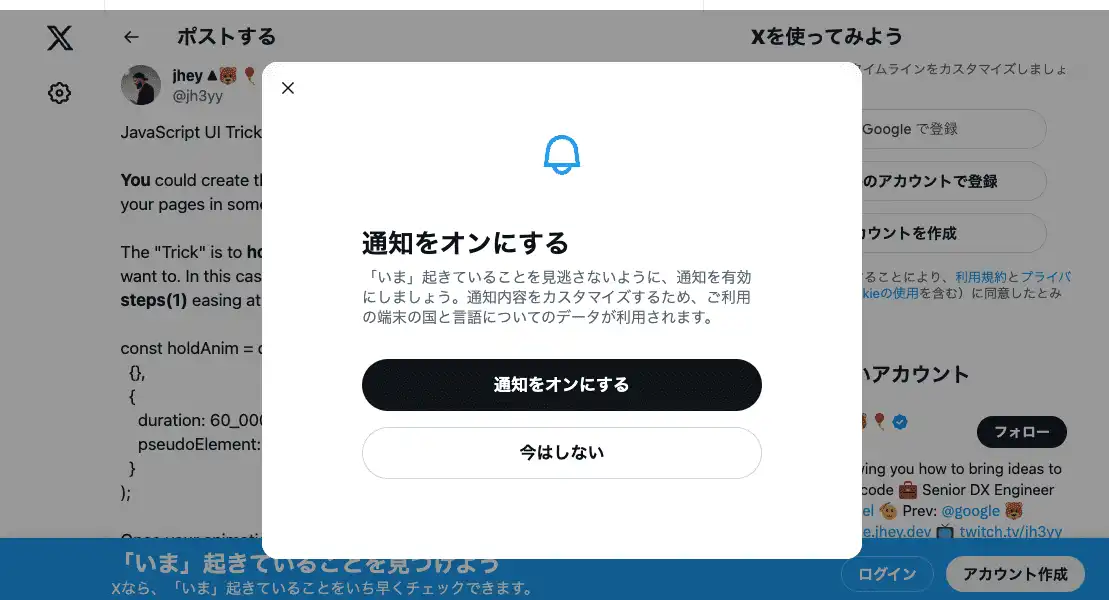 X
ポストする
jhey
@jh3yy
JavaScript UI Trick
You could create
your pages in some
The "Trick" is to
want to. In this cas
steps(1) easing at
const holdAnim =
{},
{
duration: 60_000
pseudoElement:
}
);
通知をオンにする
「いま」起きていることを見逃さないように、通知を有効
にしましょう。通知内容をカスタマイズするため、ご利用
の端末の国と言語についてのデータが利用されます。
通知をオンにする
今はしない
Xを使ってみよう
イムラインをカスタマイズしましょ
Google で登録
のアカウントで登録
カウントを作成
ることにより、利用規約とプライバ
kieの使用を含む）に同意したとみ
いアカウント
フォロー
ying you how to bring ideas to
code 🧰 Senior DX Engineer
el Prev: @google 🐻
e.jhey.dev 📺 twitch.tv/jh3yy
「いま」起きていることを見つけよう
Xなら、「いま」起きていることをいち早くチェックできます。
ログイン
アカウント作成